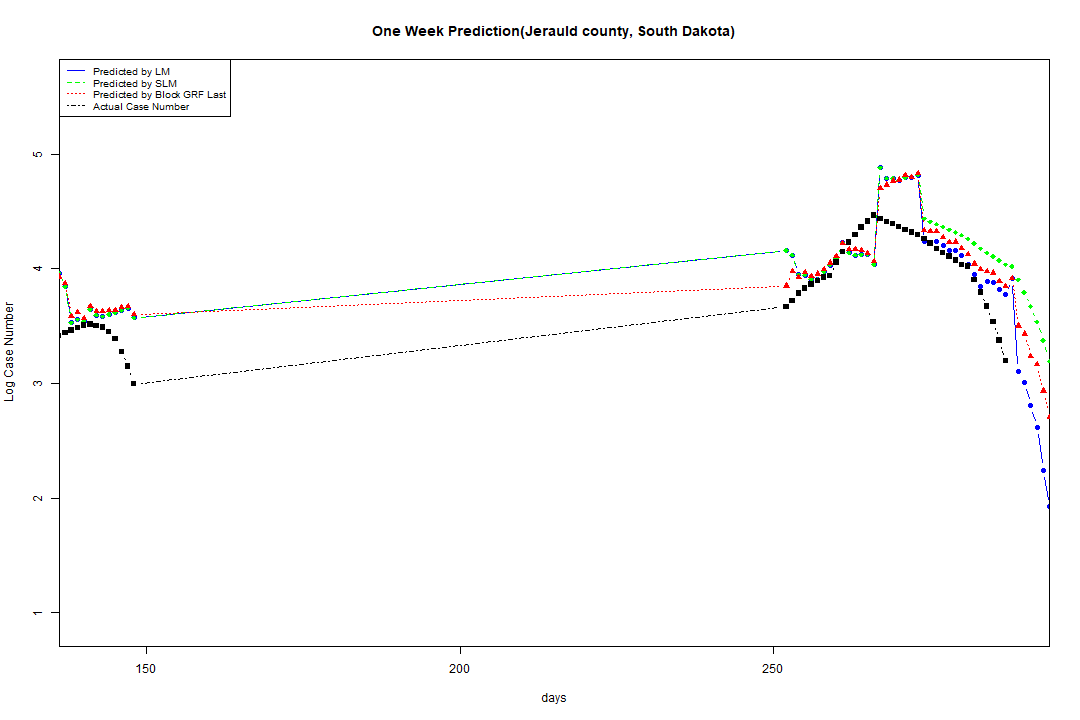 One Week Prediction(Jerauld county, South Dakota)
Predicted by LM
Predicted by SLM
Predicted by Block GRF Last
Actual Case Number
5
4
3
2
1
Log Case Number
150 200 250
days